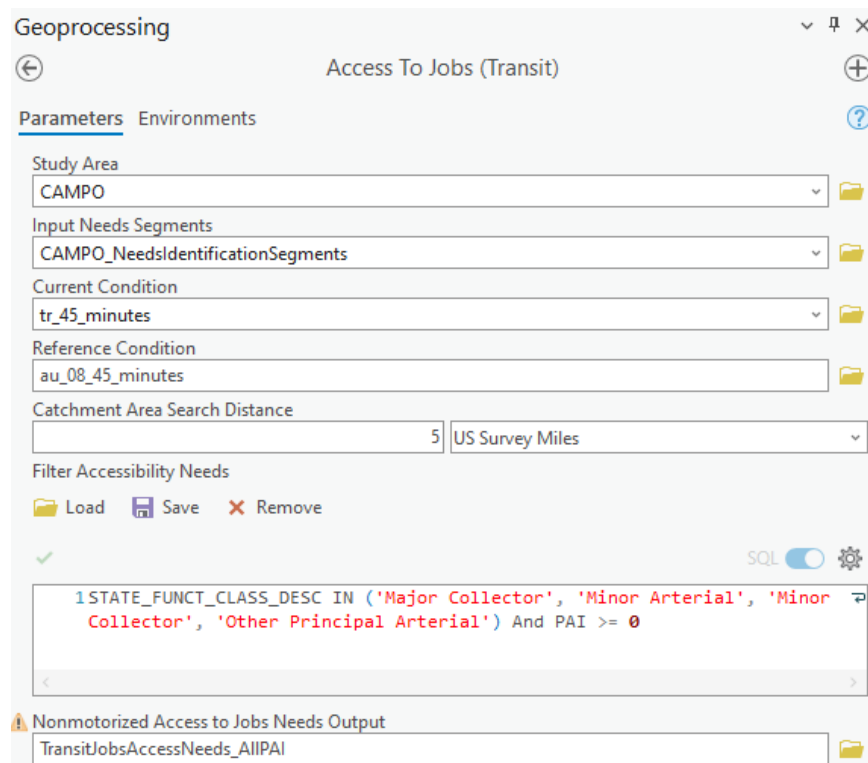 Geoprocessing
Access To Jobs (Transit)
Parameters Environments
Study Area
CAMPO
Input Needs Segments
CAMPO_NeedsIdentificationSegments
Current Condition
tr_45_minutes
Reference Condition
au_08_45_minutes
Catchment Area Search Distance
5 US Survey Miles
Filter Accessibility Needs
Load Save Remove
SQL
1 STATE_FUNCT_CLASS_DESC IN ('Major Collector', 'Minor Arterial', 'Minor
Collector', 'Other Principal Arterial') And PAI >= 0
Nonmotorized Access to Jobs Needs Output
TransitJobsAccessNeeds_AllPAI